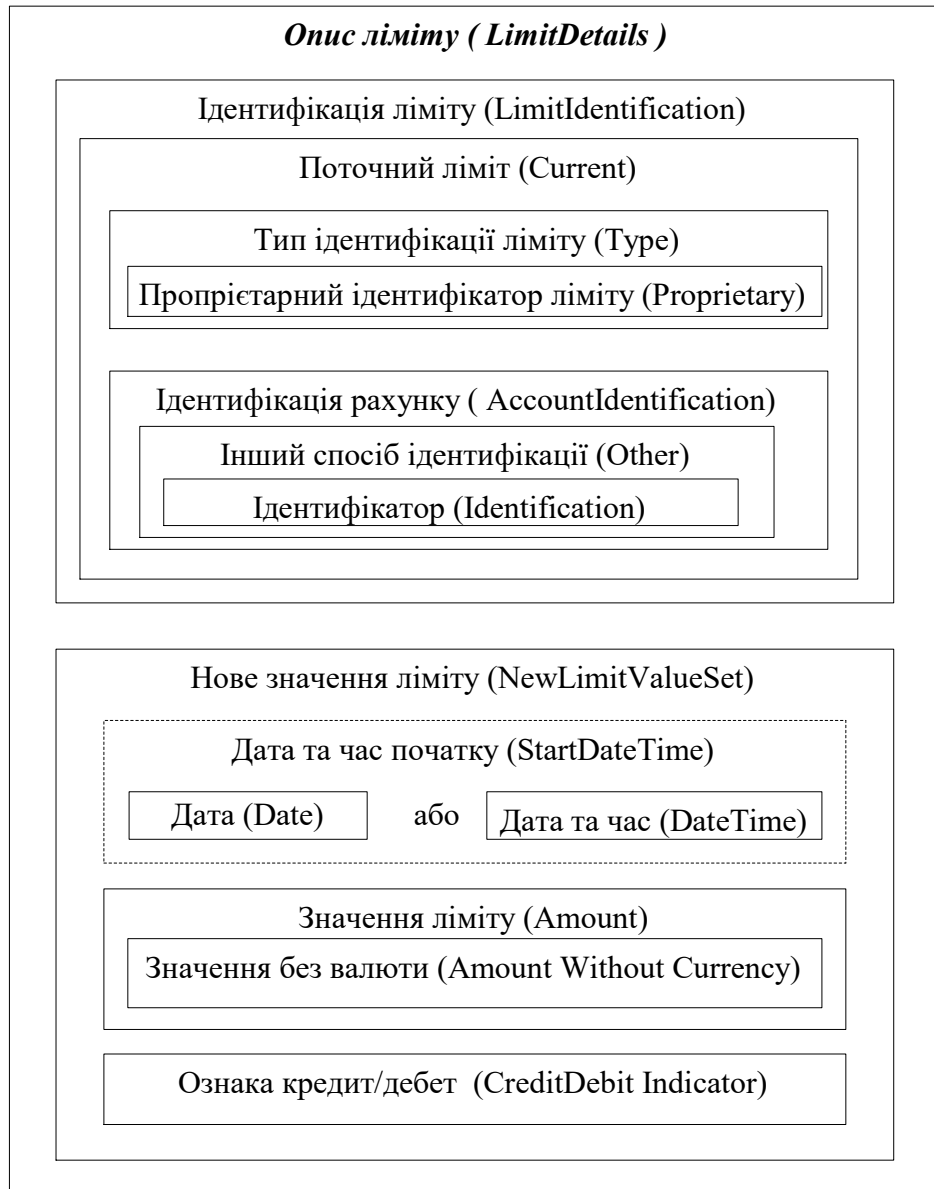 Опис ліміту ( LimitDetails )
Ідентифікація ліміту (LimitIdentification)
Поточний ліміт (Current)
Тип ідентифікації ліміту (Type)
Пропрієтарний ідентифікатор ліміту (Proprietary)
Ідентифікація рахунку ( AccountIdentification)
Інший спосіб ідентифікації (Other)
Ідентифікатор (Identification)
Нове значення ліміту (NewLimitValueSet)
Дата та час початку (StartDateTime)
Дата (Date) або Дата та час (DateTime)
Значення ліміту (Amount)
Значення без валюти (Amount Without Currency)
Ознака кредит/дебет (CreditDebit Indicator)